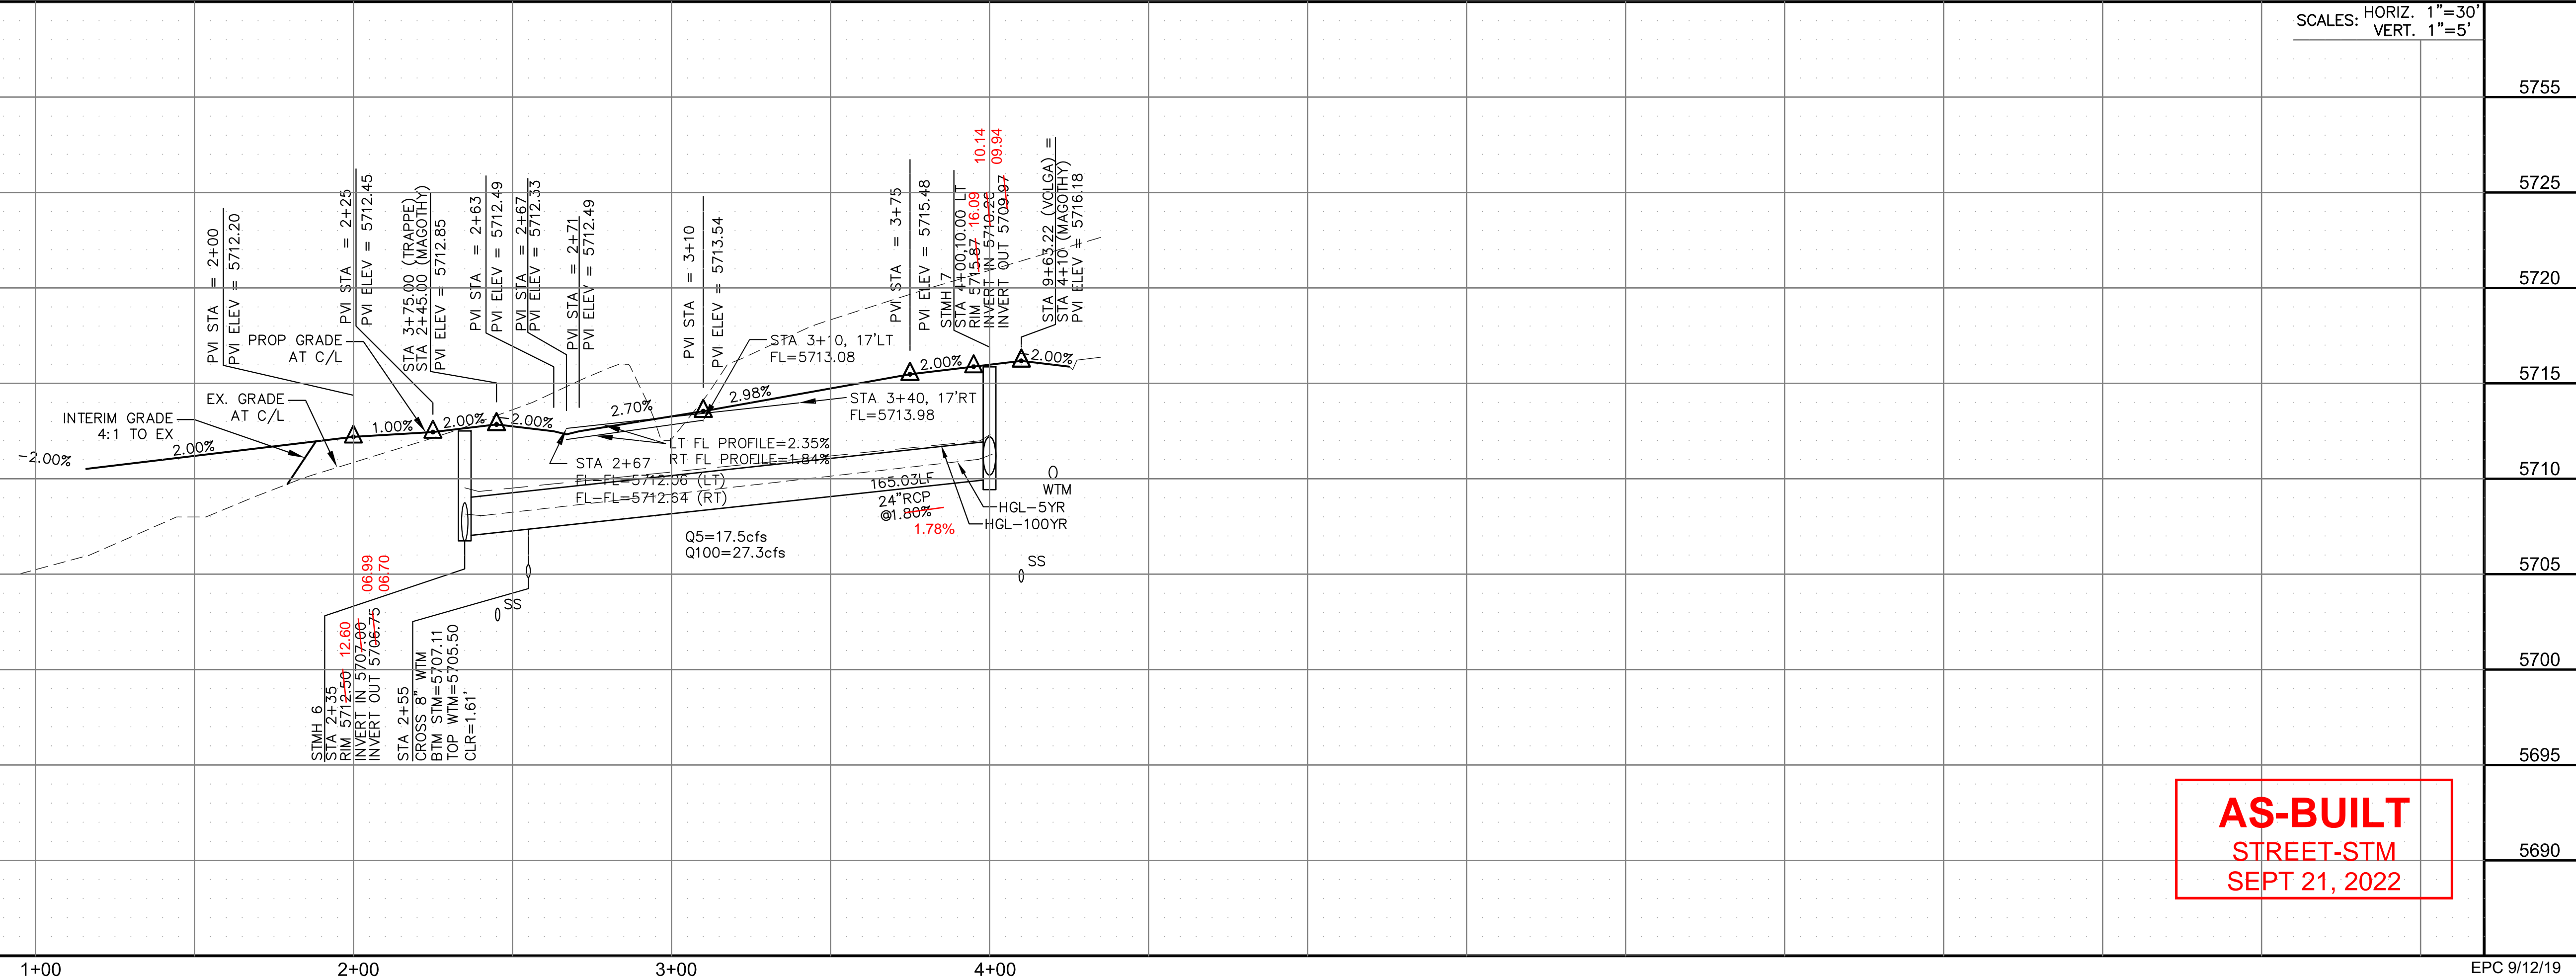 SCALES: HORIZ. 1"=30'
VERT. 1"=5'
5755
5725
5720
5715
5710
5705
5700
5695
5690
PVI STA = 2+00
PVI ELEV = 5712.20
PVI STA = 2+25
PVI ELEV = 5712.45
STA 3+75.00 (TRAPPE)
STA 2+45.00 (MAGOTHY)
PVI ELEV = 5712.85
PVI STA = 2+63
PVI ELEV = 5712.49
PVI STA = 2+67
PVI ELEV = 5712.33
PVI STA = 2+71
PVI ELEV = 5712.49
PVI STA = 3+10
PVI ELEV = 5713.54
PVI STA = 3+75
PVI ELEV = 5715.48
STMH 7
STA 4+00,10.00 LT
RIM 5715.87 16.09
INVERT IN 5710.20 10.14
INVERT OUT 5709.97 09.94
STA 9+63.22 (VOLGA) =
STA 4+10 (MAGOTHY)
PVI ELEV = 5716.18
PROP GRADE
AT C/L
EX. GRADE
AT C/L
INTERIM GRADE
4:1 TO EX
-2.00%
2.00%
1.00%
2.00%
-2.00%
2.70%
2.98%
2.00%
-2.00%
STA 3+10, 17'LT
FL=5713.08
STA 3+40, 17'RT
FL=5713.98
LT FL PROFILE=2.35%
RT FL PROFILE=1.84%
STA 2+67
FL-FL=5712.06 (LT)
FL-FL=5712.64 (RT)
165.03LF
24"RCP
@1.80%
1.78%
HGL-5YR
HGL-100YR
WTM
Q5=17.5cfs
Q100=27.3cfs
SS
SS
STMH 6
STA 2+35
RIM 5712.50 12.60
INVERT IN 5707.00 06.99
INVERT OUT 5706.75 06.70
STA 2+55
CROSS 8" WTM
BTM STM=5707.11
TOP WTM=5705.50
CLR=1.61'
AS-BUILT
STREET-STM
SEPT 21, 2022
1+00
2+00
3+00
4+00
EPC 9/12/19